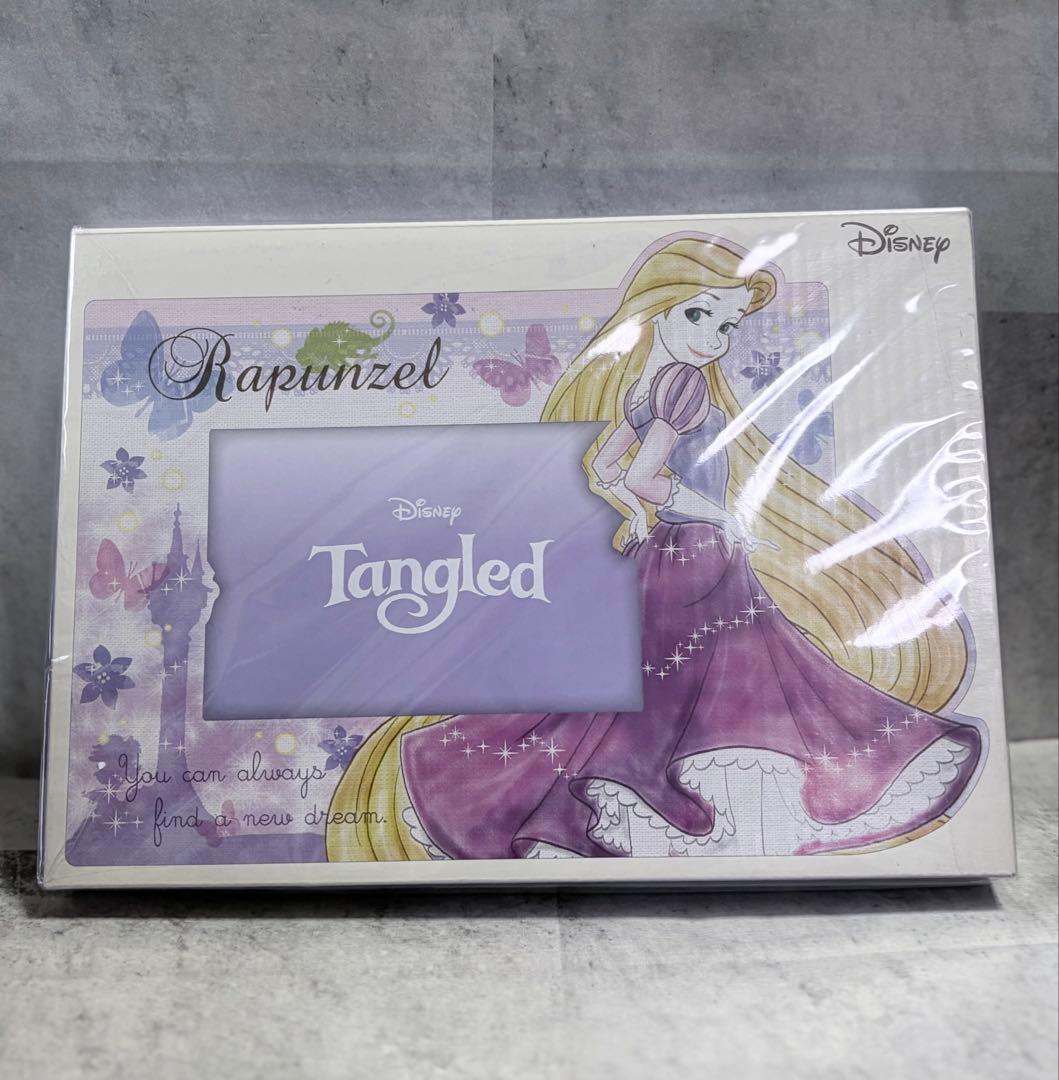 Disney
Rapunzel
Disney
Tangled
You can always
find a new dream.